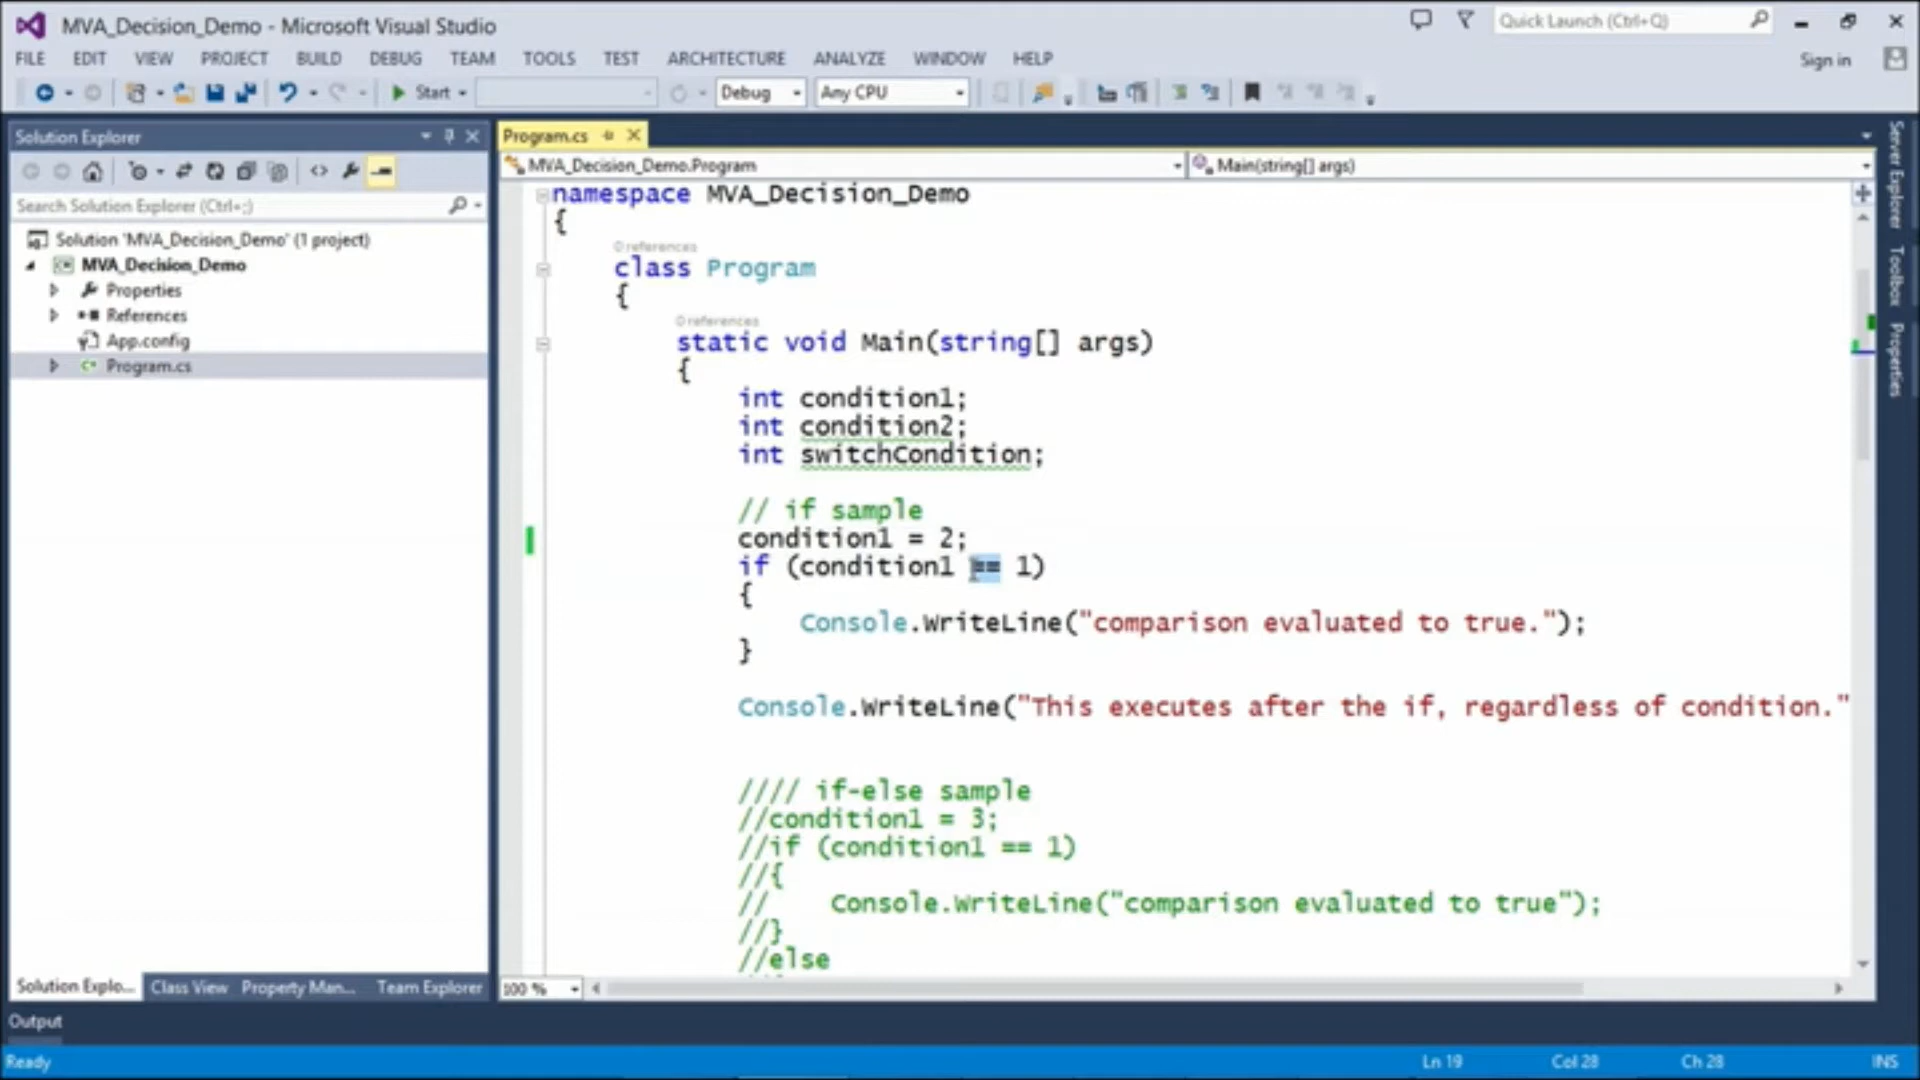 MVA_Decision_Demo - Microsoft Visual Studio
Quick Launch (Ctrl+Q)
FILE EDIT VIEW PROJECT BUILD DEBUG TEAM TOOLS TEST ARCHITECTURE ANALYZE WINDOW HELP
Sign in
Start
Debug
Any CPU
Solution Explorer
Search Solution Explorer (Ctrl+;)
Solution 'MVA_Decision_Demo' (1 project)
MVA_Decision_Demo
Properties
References
App.config
Program.cs
Solution Explo... Class View Property Man... Team Explorer
Program.cs
MVA_Decision_Demo.Program
Main(string[] args)
namespace MVA_Decision_Demo
{
0 references
class Program
{
0 references
static void Main(string[] args)
{
int condition1;
int condition2;
int switchCondition;
// if sample
condition1 = 2;
if (condition1 == 1)
{
Console.WriteLine("comparison evaluated to true.");
}
Console.WriteLine("This executes after the if, regardless of condition."
//// if-else sample
//condition1 = 3;
//if (condition1 == 1)
//{
// Console.WriteLine("comparison evaluated to true");
//}
//else
100 %
Server Explorer
Toolbox
Properties
Output
Ready
Ln 19 Col 28 Ch 28 INS